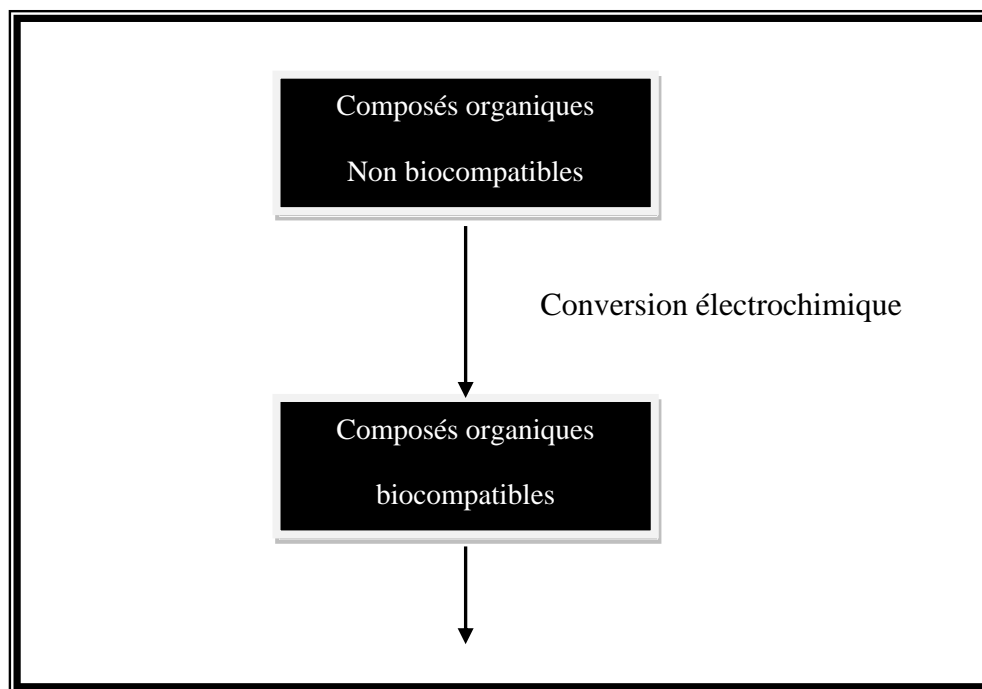 Composés organiques
Non biocompatibles
Conversion électrochimique
Composés organiques
biocompatibles